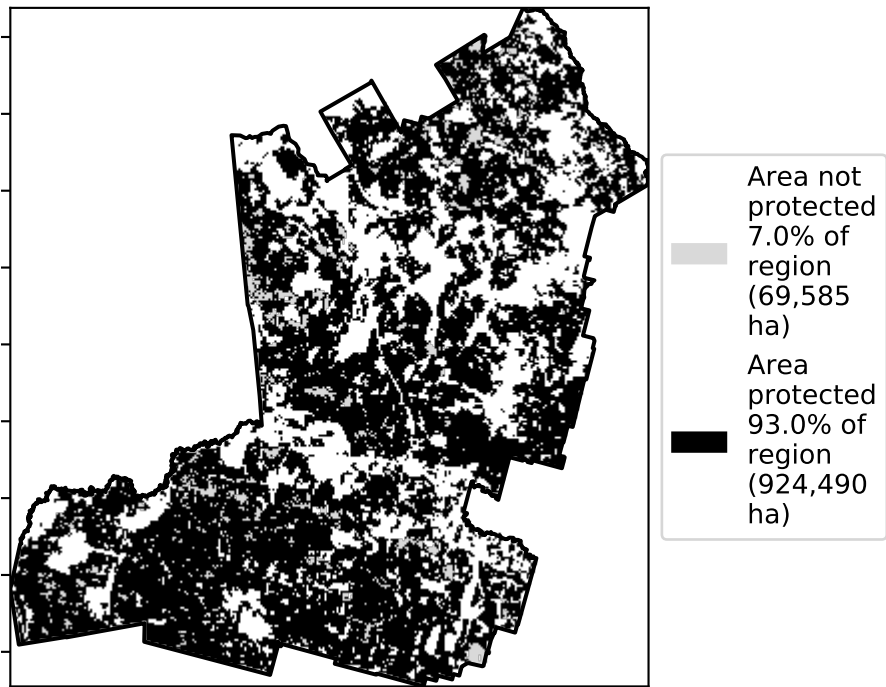 Area not
protected
7.0% of
region
(69,585
ha)
Area
protected
93.0% of
region
(924,490
ha)